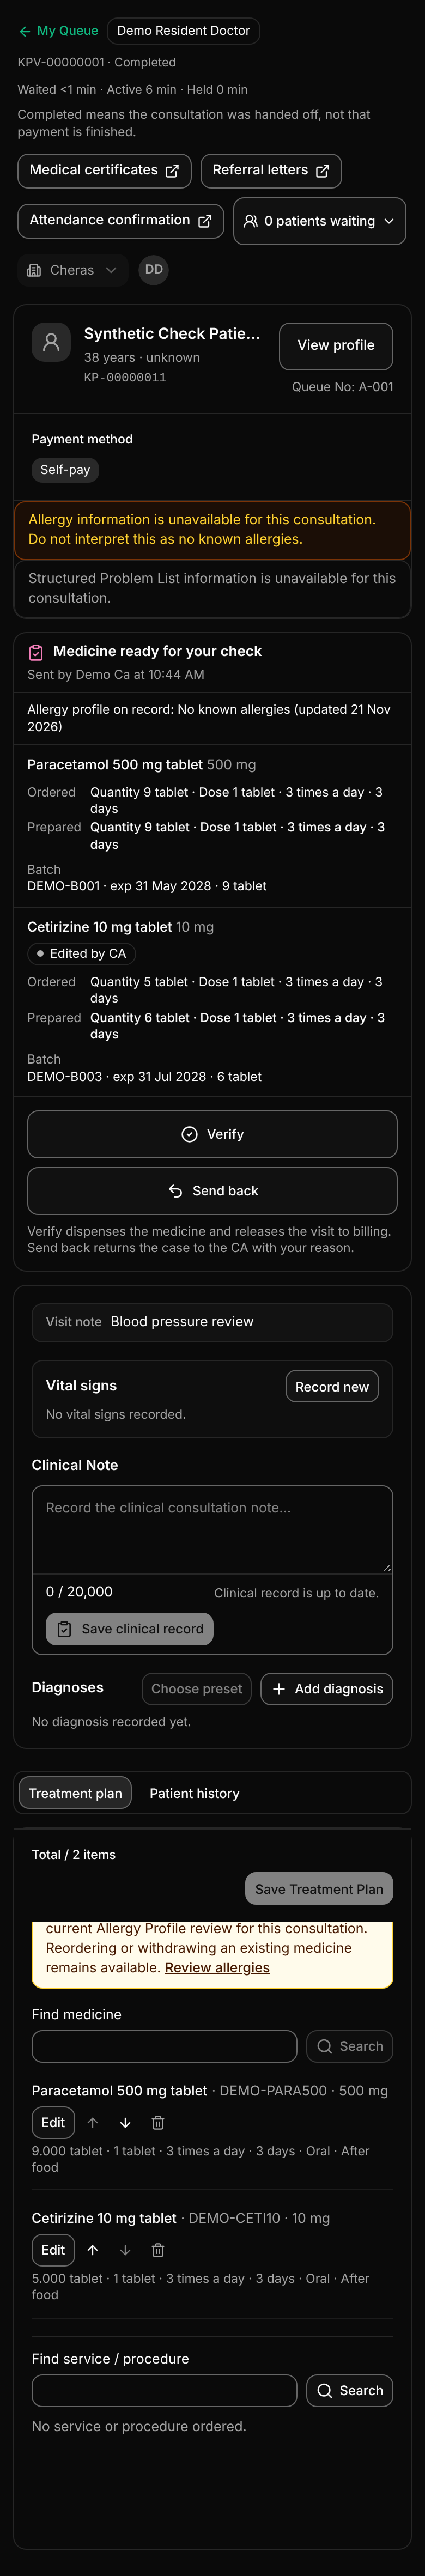 My Queue Demo Resident Doctor
KPV-00000001 · Completed
Waited <1 min · Active 6 min · Held 0 min
Completed means the consultation was handed off, not that
payment is finished.
Medical certificates Referral letters
Attendance confirmation 0 patients waiting
Cheras DD
Synthetic Check Patie...
38 years · unknown
KP-00000011
View profile
Queue No: A-001
Payment method
Self-pay
Allergy information is unavailable for this consultation.
Do not interpret this as no known allergies.
Structured Problem List information is unavailable for this
consultation.
Medicine ready for your check
Sent by Demo Ca at 10:44 AM
Allergy profile on record: No known allergies (updated 21 Nov
2026)
Paracetamol 500 mg tablet 500 mg
Ordered Quantity 9 tablet · Dose 1 tablet · 3 times a day · 3
days
Prepared Quantity 9 tablet · Dose 1 tablet · 3 times a day · 3
days
Batch
DEMO-B001 · exp 31 May 2028 · 9 tablet
Cetirizine 10 mg tablet 10 mg
Edited by CA
Ordered Quantity 5 tablet · Dose 1 tablet · 3 times a day · 3
days
Prepared Quantity 6 tablet · Dose 1 tablet · 3 times a day · 3
days
Batch
DEMO-B003 · exp 31 Jul 2028 · 6 tablet
Verify
Send back
Verify dispenses the medicine and releases the visit to billing.
Send back returns the case to the CA with your reason.
Visit note Blood pressure review
Vital signs Record new
No vital signs recorded.
Clinical Note
Record the clinical consultation note...
0 / 20,000 Clinical record is up to date.
Save clinical record
Diagnoses Choose preset Add diagnosis
No diagnosis recorded yet.
Treatment plan Patient history
Total / 2 items
Save Treatment Plan
current Allergy Profile review for this consultation.
Reordering or withdrawing an existing medicine
remains available. Review allergies
Find medicine
Search
Paracetamol 500 mg tablet · DEMO-PARA500 · 500 mg
Edit
9.000 tablet · 1 tablet · 3 times a day · 3 days · Oral · After
food
Cetirizine 10 mg tablet · DEMO-CETI10 · 10 mg
Edit
5.000 tablet · 1 tablet · 3 times a day · 3 days · Oral · After
food
Find service / procedure
Search
No service or procedure ordered.